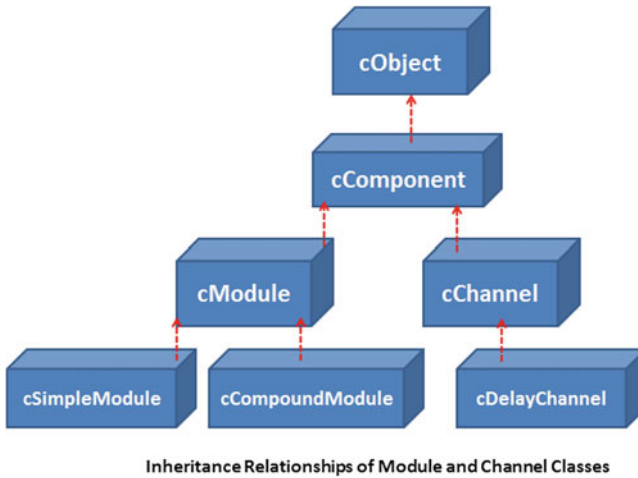 cObject
cComponent
cModule
cChannel
cSimpleModule
cCompoundModule
cDelayChannel
Inheritance Relationships of Module and Channel Classes